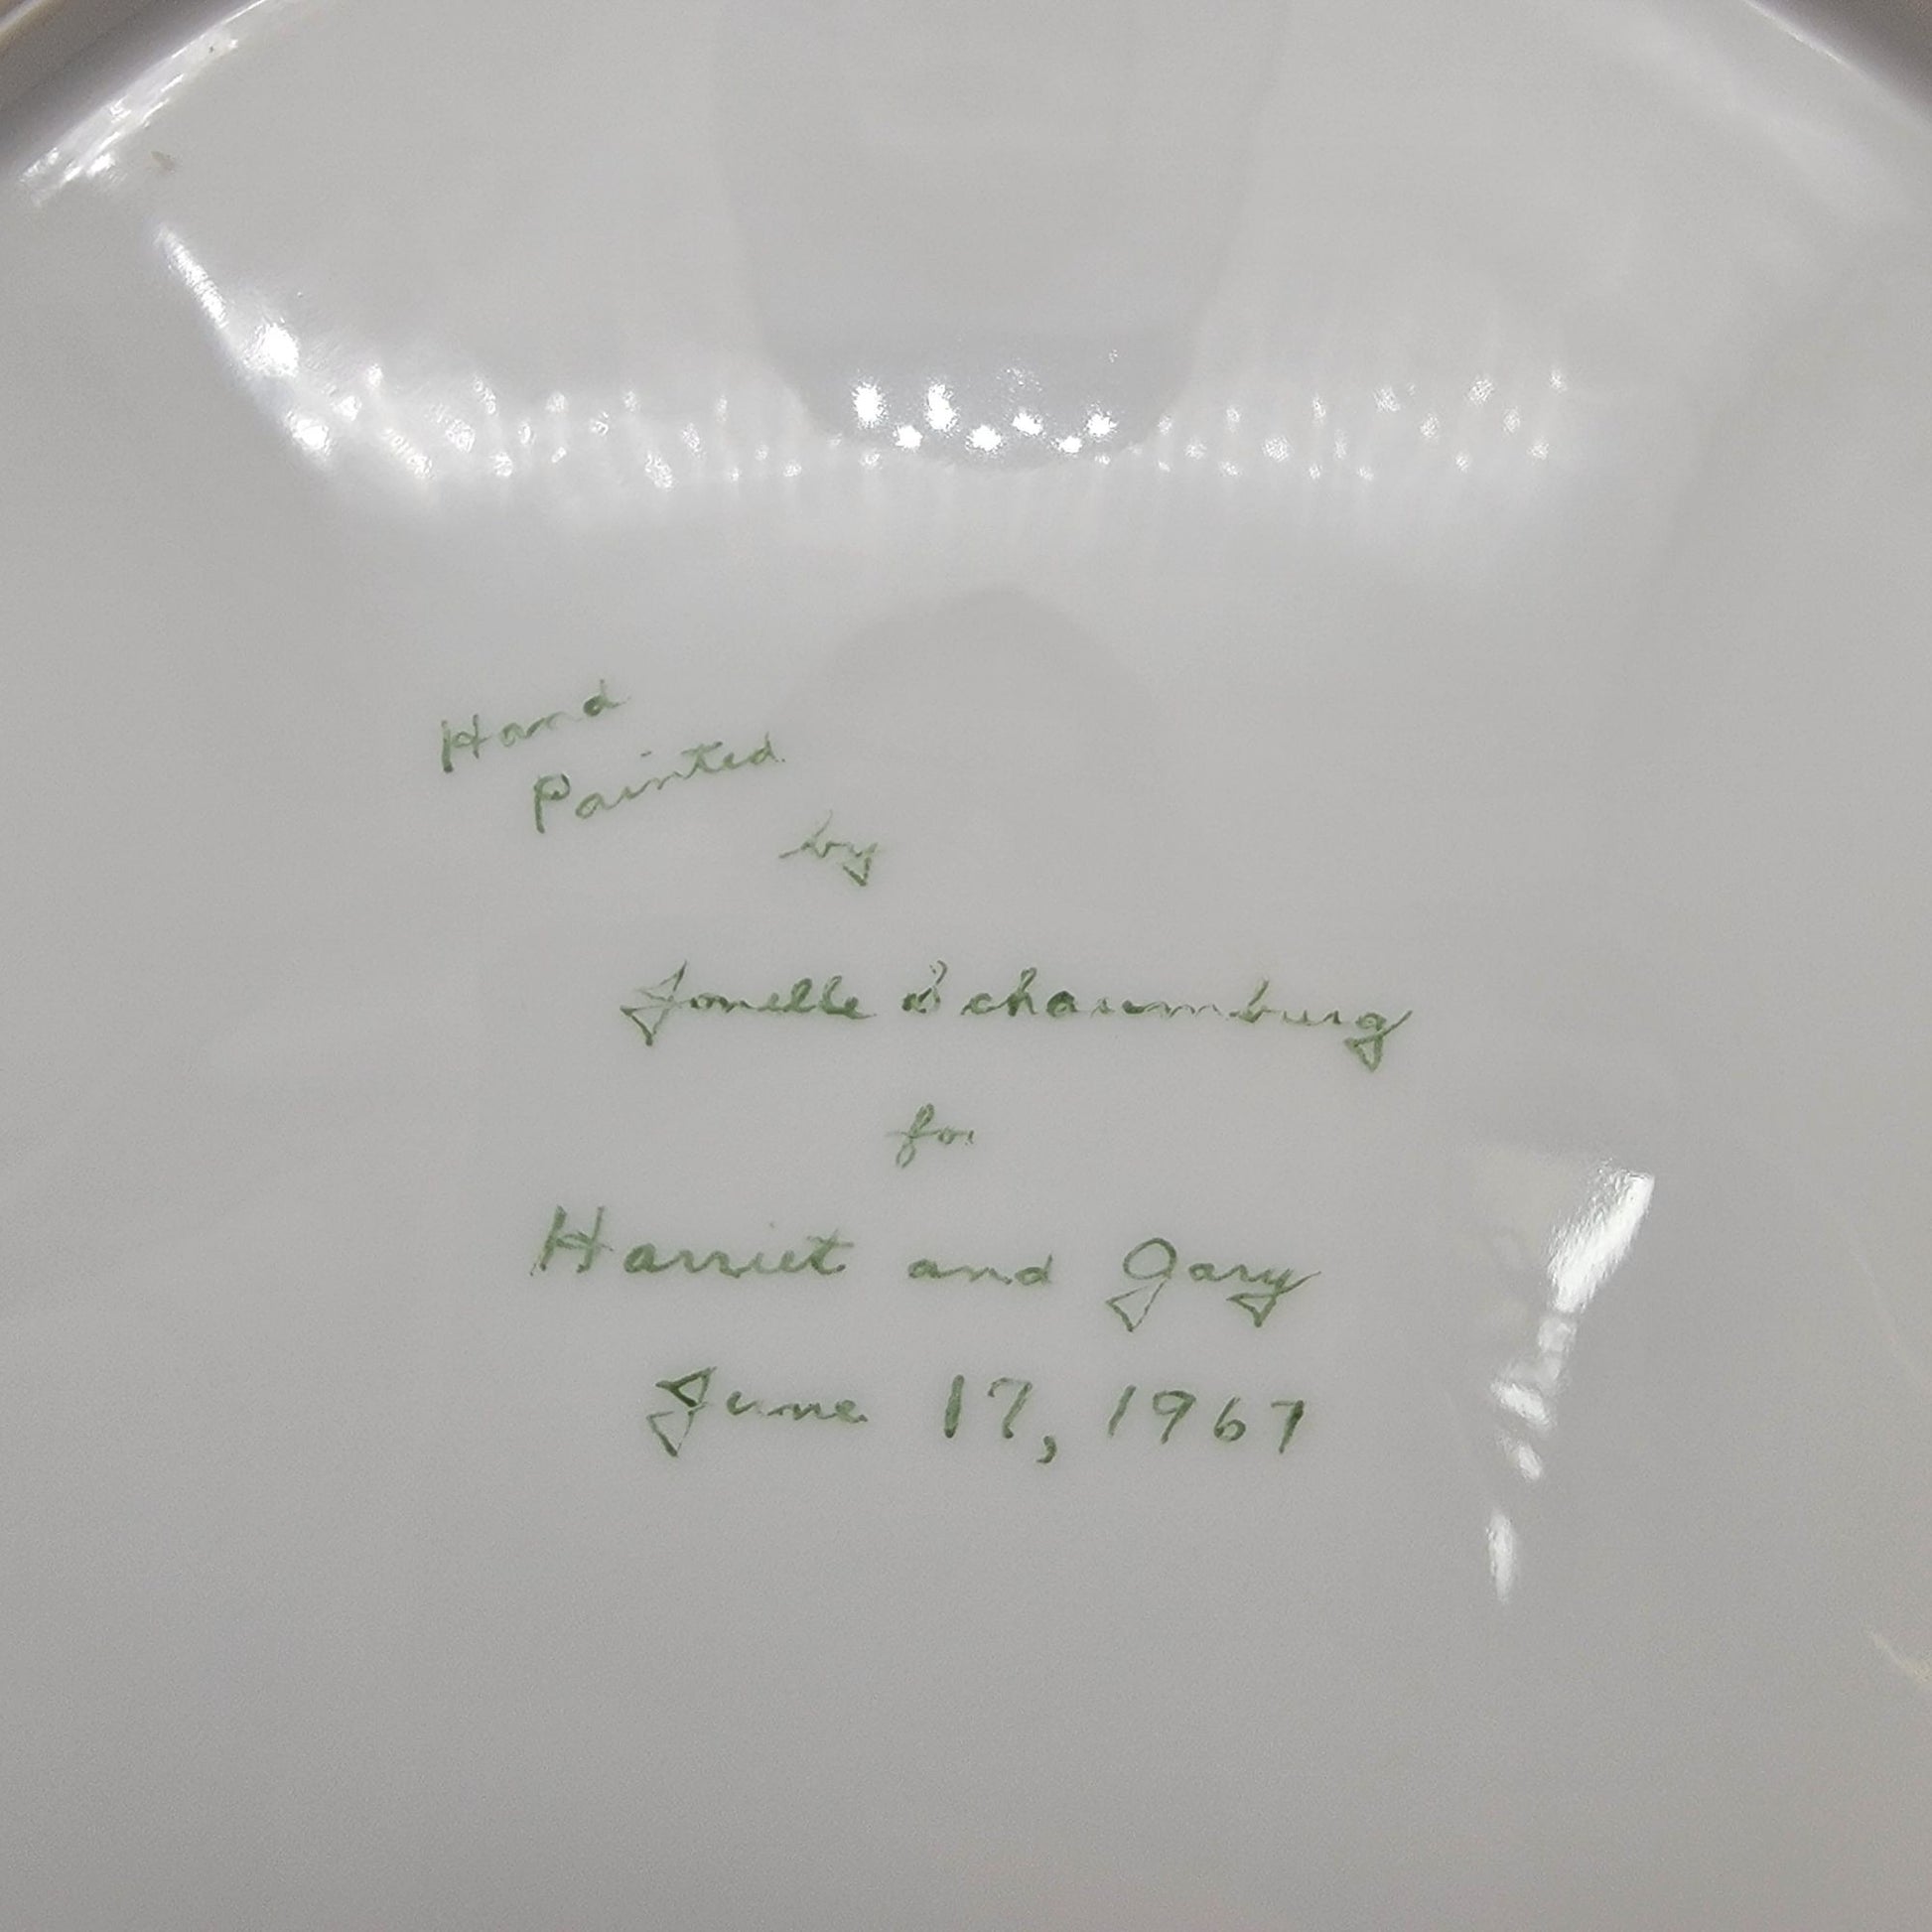 Hand
Painted
by
Jonelle Schaumburg
for
Harriet and Gary
June 17, 1967